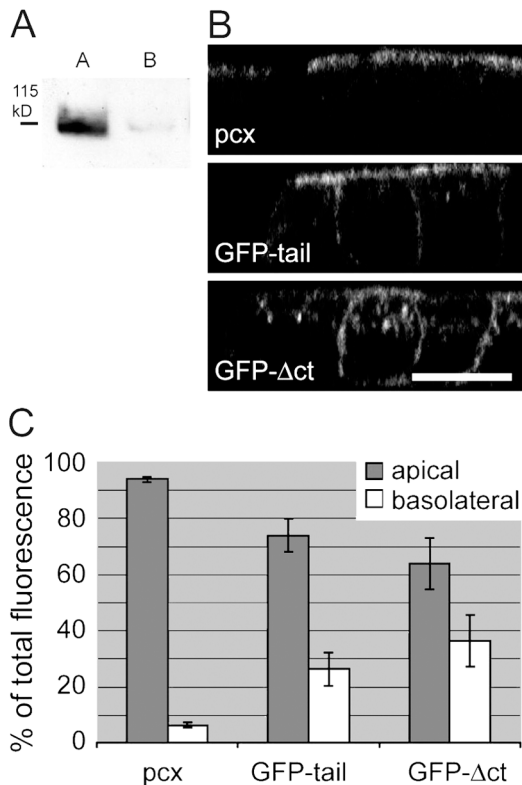 A
B
A B
115
kD
pcx
GFP-tail
GFP-Δct
C
% of total fluorescence
100
80
60
40
20
0
apical
basolateral
pcx GFP-tail GFP-Δct